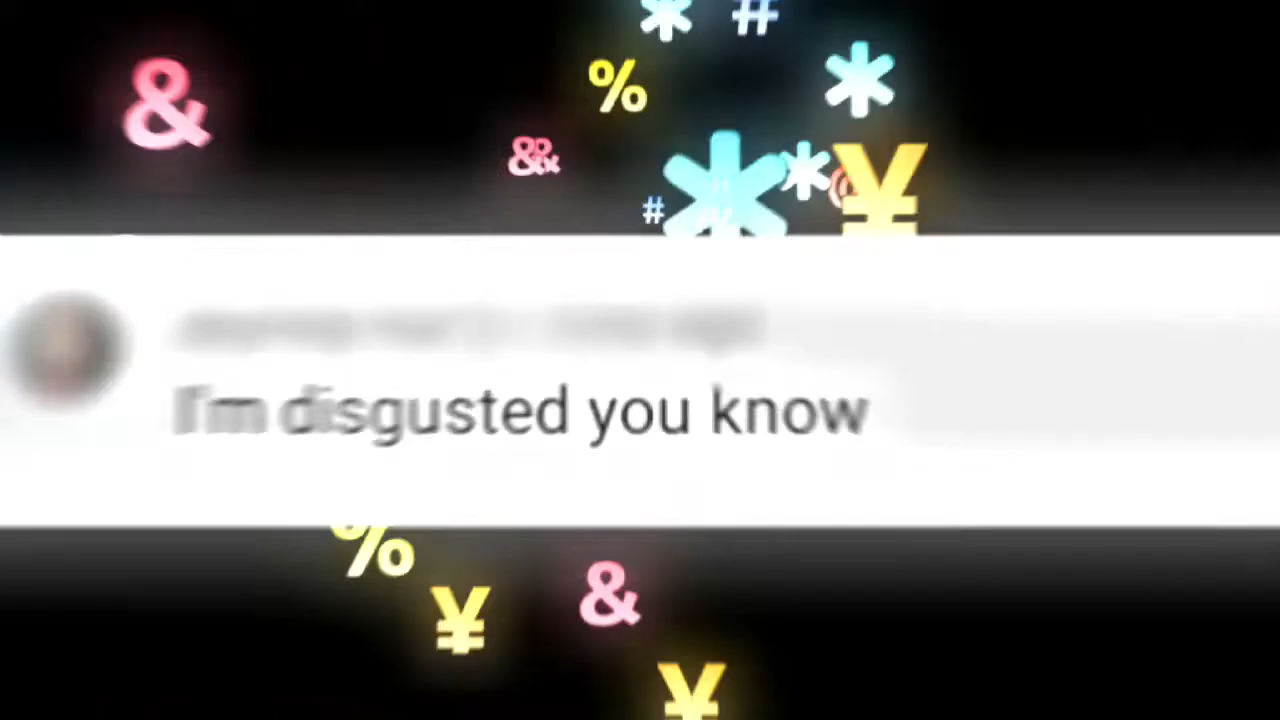 & % * # *
& * * ¥
#
I'm disgusted you know
%
¥ &
¥